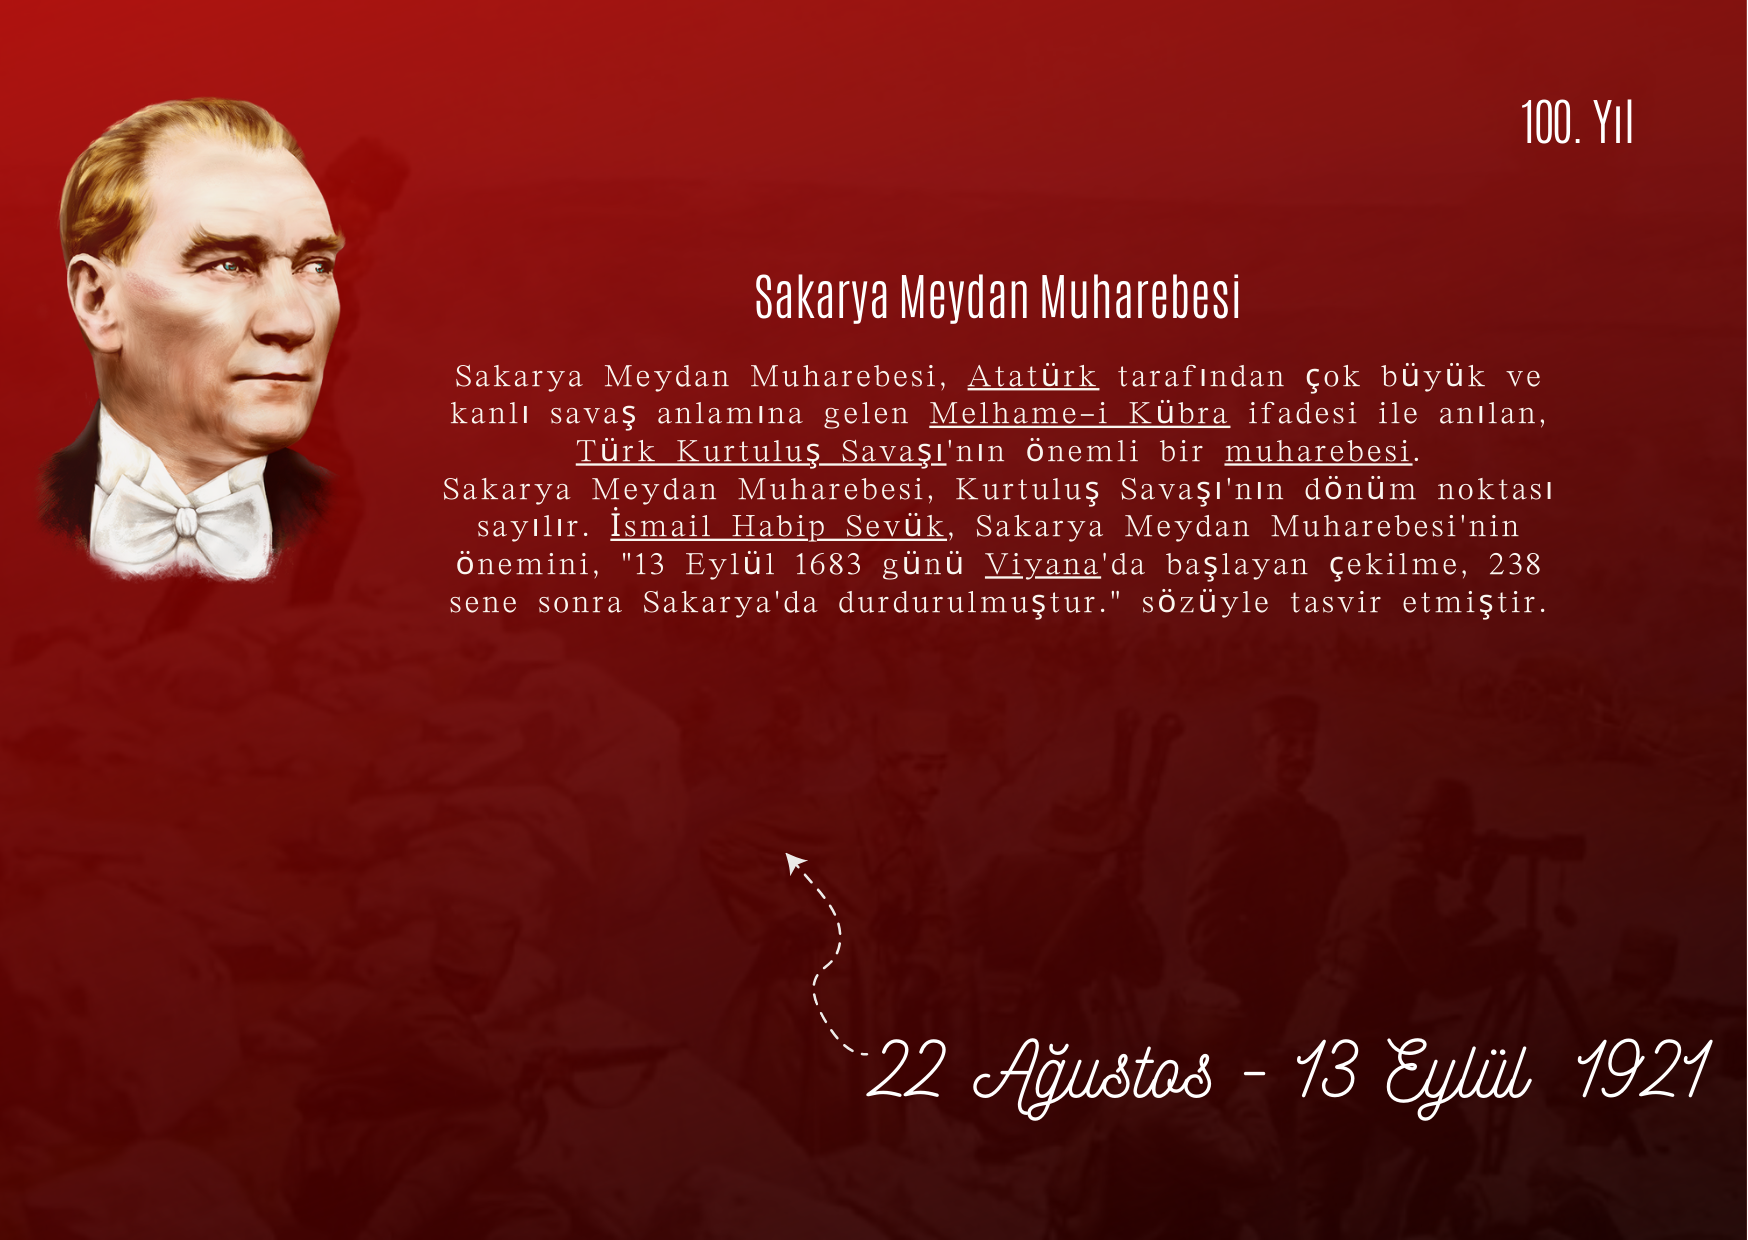 100. Yıl
Sakarya Meydan Muharebesi
Sakarya Meydan Muharebesi, Atatürk tarafından çok büyük ve
kanlı savaş anlamına gelen Melhame-i Kübra ifadesi ile anılan,
Türk Kurtuluş Savaşı'nın önemli bir muharebesi.
Sakarya Meydan Muharebesi, Kurtuluş Savaşı'nın dönüm noktası
sayılır. İsmail Habip Sevük, Sakarya Meydan Muharebesi'nin
önemini, "13 Eylül 1683 günü Viyana'da başlayan çekilme, 238
sene sonra Sakarya'da durdurulmuştur." sözüyle tasvir etmiştir.
22 Ağustos - 13 Eylül 1921